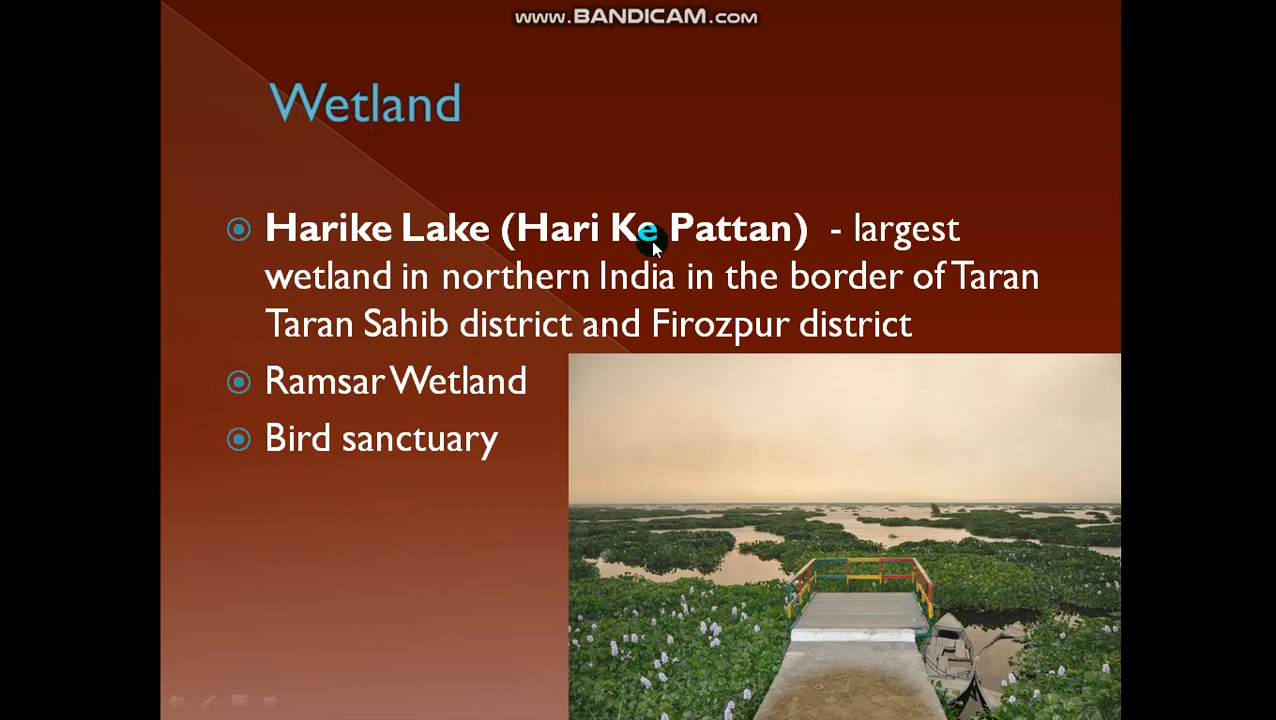 www.BANDICAM.com
Wetland
Harike Lake (Hari Ke Pattan) - largest
wetland in northern India in the border of Taran
Taran Sahib district and Firozpur district
Ramsar Wetland
Bird sanctuary